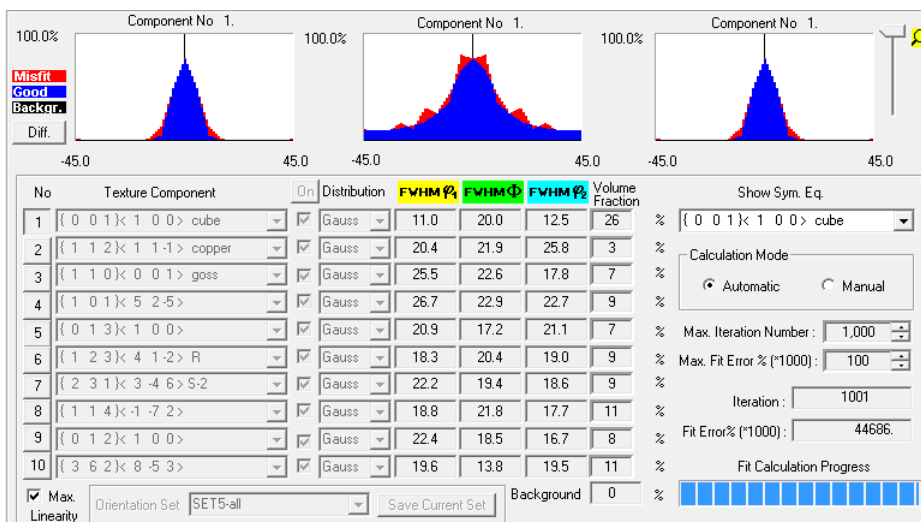 Component No 1. Component No 1. Component No 1.
100.0% 100.0% 100.0%
Misfit
Good
Backgr.
Diff.
-45.0 45.0 -45.0 45.0 -45.0 45.0
No Texture Component On Distribution FWHM φ1 FWHM Φ FWHM φ2 Volume Fraction Show Sym. Eq.
1 { 0 0 1}< 1 0 0> cube Gauss 11.0 20.0 12.5 26 % { 0 0 1}< 1 0 0> cube
2 { 1 1 2}< 1 1-1> copper Gauss 20.4 21.9 25.8 3 %
Calculation Mode
3 { 1 1 0}< 0 0 1> goss Gauss 25.5 22.6 17.8 7 % Automatic Manual
4 { 1 0 1}< 5 2-5> Gauss 26.7 22.9 22.7 9 %
5 { 0 1 3}< 1 0 0> Gauss 20.9 17.2 21.1 7 % Max. Iteration Number : 1,000
6 { 1 2 3}< 4 1-2> R Gauss 18.3 20.4 19.0 9 % Max. Fit Error % (*1000) : 100
7 { 2 3 1}< 3 -4 6> S-2 Gauss 22.2 19.4 18.6 9 %
Iteration : 1001
8 { 1 1 4}< -1 -7 2> Gauss 18.8 21.8 17.7 11 %
9 { 0 1 2}< 1 0 0> Gauss 22.4 18.5 16.7 8 % Fit Error% (*1000) : 44686.
10 { 3 6 2}< 8 -5 3> Gauss 19.6 13.8 19.5 11 % Fit Calculation Progress
Max. Linearity Orientation Set SET5-all Save Current Set Background 0 %